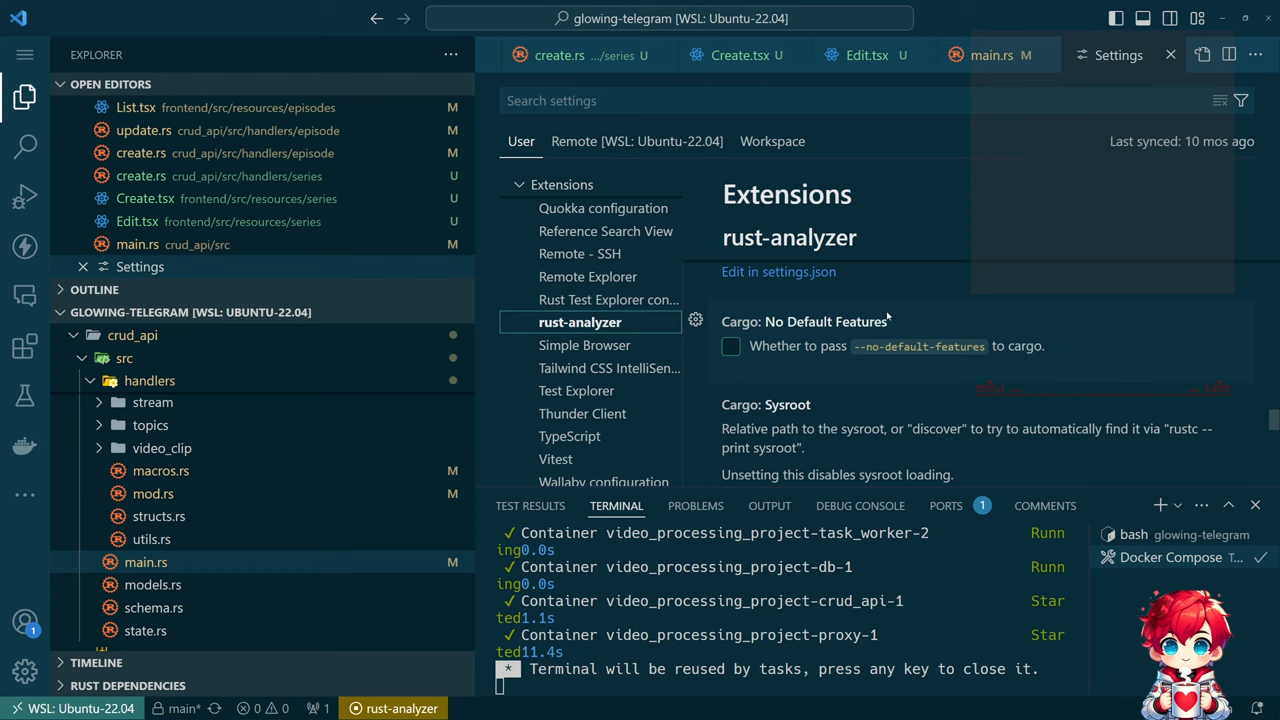 glowing-telegram [WSL: Ubuntu-22.04]
EXPLORER
OPEN EDITORS
List.tsx frontend/src/resources/episodes M
update.rs crud_api/src/handlers/episode M
create.rs crud_api/src/handlers/episode M
create.rs crud_api/src/handlers/series U
Create.tsx frontend/src/resources/series U
Edit.tsx frontend/src/resources/series U
main.rs crud_api/src M
Settings
OUTLINE
GLOWING-TELEGRAM [WSL: UBUNTU-22.04]
crud_api
src
handlers
stream
topics
video_clip
macros.rs M
mod.rs M
structs.rs
utils.rs
main.rs M
models.rs
schema.rs
state.rs
TIMELINE
RUST DEPENDENCIES
create.rs .../series U
Create.tsx U
Edit.tsx U
main.rs M
Settings
Search settings
User
Remote [WSL: Ubuntu-22.04]
Workspace
Last synced: 10 mos ago
Extensions
Quokka configuration
Reference Search View
Remote - SSH
Remote Explorer
Rust Test Explorer con...
rust-analyzer
Simple Browser
Tailwind CSS IntelliSen...
Test Explorer
Thunder Client
TypeScript
Vitest
Wallaby configuration
Extensions
rust-analyzer
Edit in settings.json
Cargo: No Default Features
Whether to pass --no-default-features to cargo.
Cargo: Sysroot
Relative path to the sysroot, or "discover" to try to automatically find it via "rustc --
print sysroot".
Unsetting this disables sysroot loading.
TEST RESULTS
TERMINAL
PROBLEMS
OUTPUT
DEBUG CONSOLE
PORTS 1
COMMENTS
✓ Container video_processing_project-task_worker-2 Runn
ing0.0s
✓ Container video_processing_project-db-1 Runn
ing0.0s
✓ Container video_processing_project-crud_api-1 Star
ted1.1s
✓ Container video_processing_project-proxy-1 Star
ted11.4s
* Terminal will be reused by tasks, press any key to close it.
bash glowing-telegram
Docker Compose T...
1
WSL: Ubuntu-22.04
main*
0
0
1
rust-analyzer